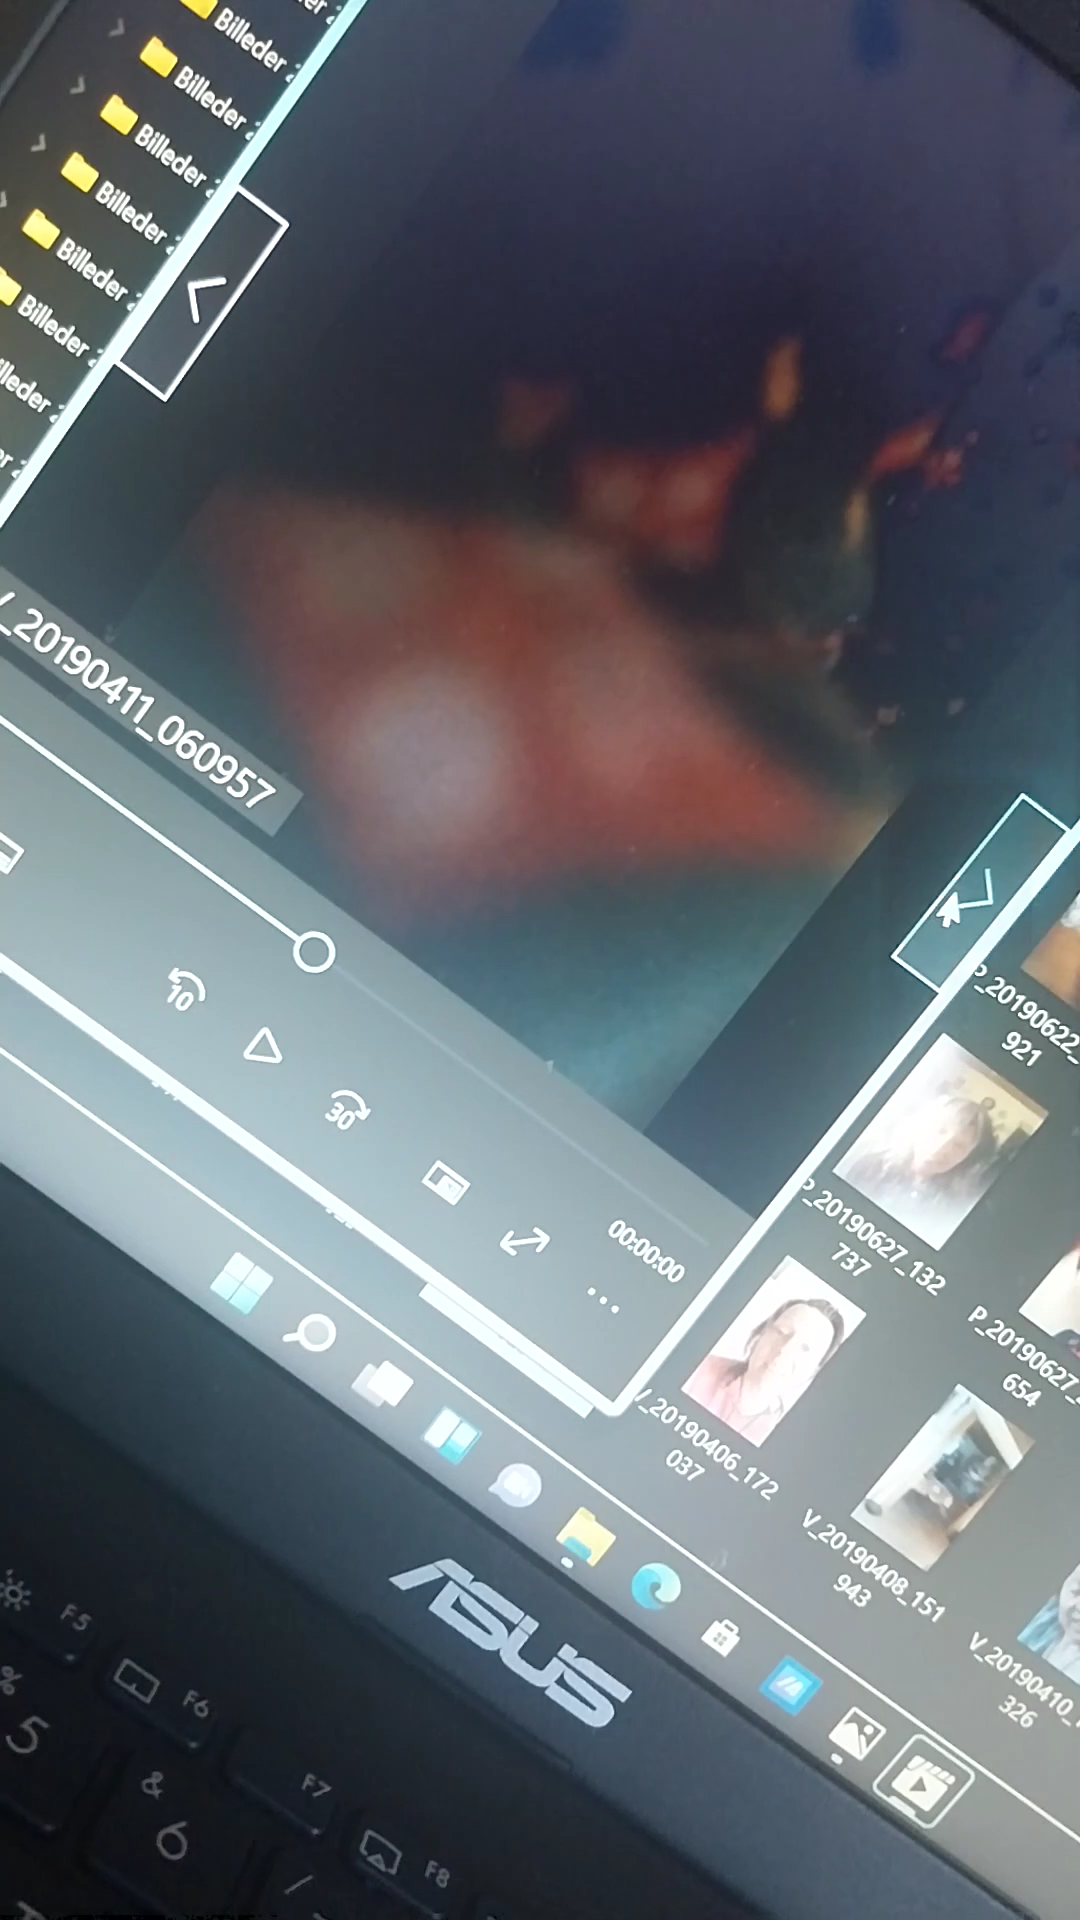 Billeder
Billeder
Billeder
Billeder
Billeder
Billeder
_20190411_060957
10
30
00:00:00
P_20190622_
921
P_20190627_132
737
P_20190627_
654
V_20190406_172
037
V_20190408_151
943
V_20190410_
326
ASUS
F5
F6
F7
F8
%
5
&
6
/